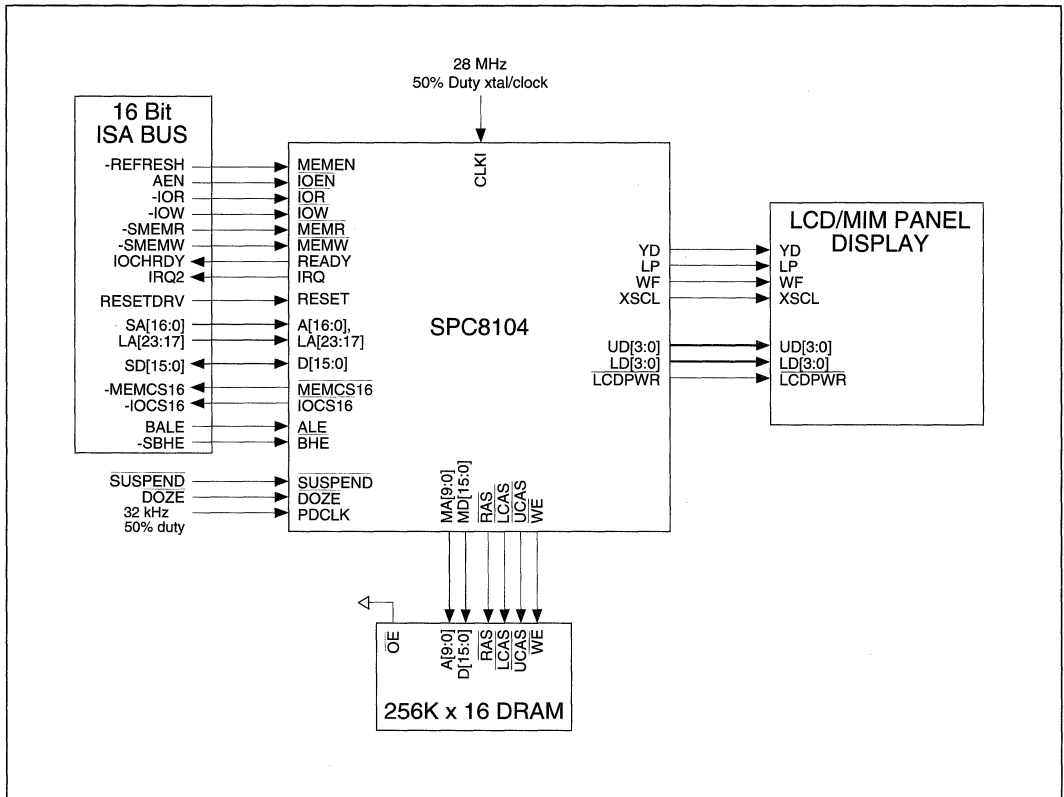 28 MHz
50% Duty xtal/clock
16 Bit
ISA BUS
-REFRESH
AEN
-IOR
-IOW
-SMEMR
-SMEMW
IOCHRDY
IRQ2
RESETDRV
SA[16:0]
LA[23:17]
SD[15:0]
-MEMCS16
-IOCS16
BALE
-SBHE
SUSPEND
DOZE
32 kHz
50% duty
CLKI
MEMEN
IOEN
IOR
IOW
MEMR
MEMW
READY
IRQ
RESET
A[16:0],
LA[23:17]
D[15:0]
MEMCS16
IOCS16
ALE
BHE
SUSPEND
DOZE
PDCLK
SPC8104
YD
LP
WF
XSCL
UD[3:0]
LD[3:0]
LCDPWR
MA[9:0]
MD[15:0]
RAS
LCAS
UCAS
WE
LCD/MIM PANEL
DISPLAY
YD
LP
WF
XSCL
UD[3:0]
LD[3:0]
LCDPWR
OE
A[9:0]
D[15:0]
RAS
LCAS
UCAS
WE
256K x 16 DRAM